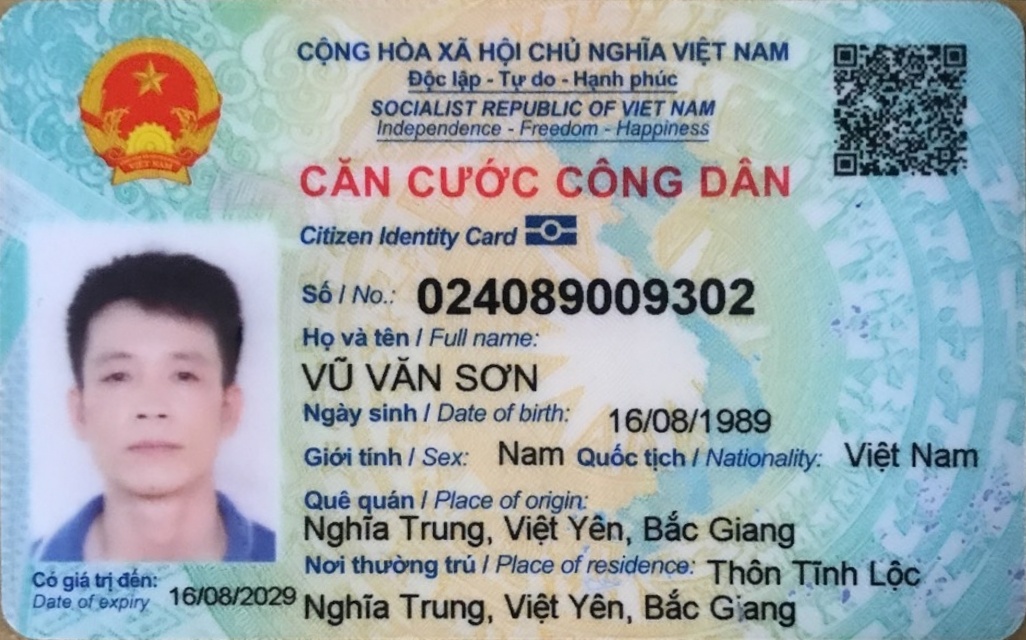 CỘNG HÒA XÃ HỘI CHỦ NGHĨA VIỆT NAM
Độc lập - Tự do - Hạnh phúc
SOCIALIST REPUBLIC OF VIET NAM
Independence - Freedom - Happiness
VIỆT NAM
CĂN CƯỚC CÔNG DÂN
Citizen Identity Card
Số / No.: 024089009302
Họ và tên / Full name:
VŨ VĂN SƠN
Ngày sinh / Date of birth: 16/08/1989
Giới tính / Sex: Nam Quốc tịch / Nationality: Việt Nam
Quê quán / Place of origin:
Nghĩa Trung, Việt Yên, Bắc Giang
Nơi thường trú / Place of residence: Thôn Tĩnh Lộc
Nghĩa Trung, Việt Yên, Bắc Giang
Có giá trị đến: 16/08/2029
Date of expiry